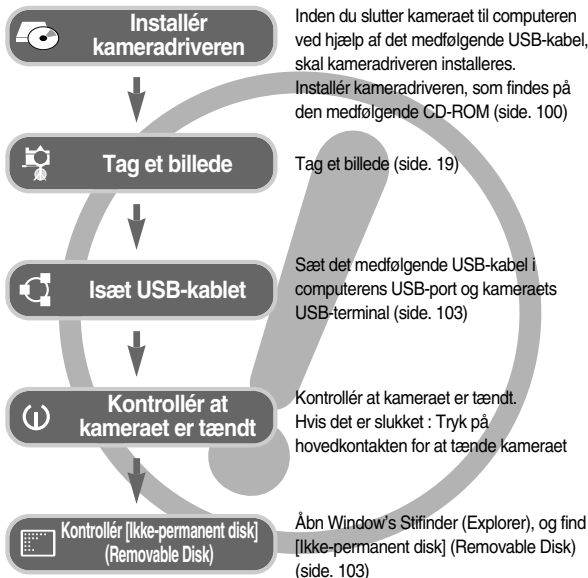 Installér
kameradriveren
Inden du slutter kameraet til computeren
ved hjælp af det medfølgende USB-kabel,
skal kameradriveren installeres.
Installér kameradriveren, som findes på
den medfølgende CD-ROM (side. 100)
Tag et billede
Tag et billede (side. 19)
Isæt USB-kablet
Sæt det medfølgende USB-kabel i
computerens USB-port og kameraets
USB-terminal (side. 103)
Kontrollér at
kameraet er tændt
Kontrollér at kameraet er tændt.
Hvis det er slukket : Tryk på
hovedkontakten for at tænde kameraet
Kontrollér [Ikke-permanent disk]
(Removable Disk)
Åbn Window's Stifinder (Explorer), og find
[Ikke-permanent disk] (Removable Disk)
(side. 103)